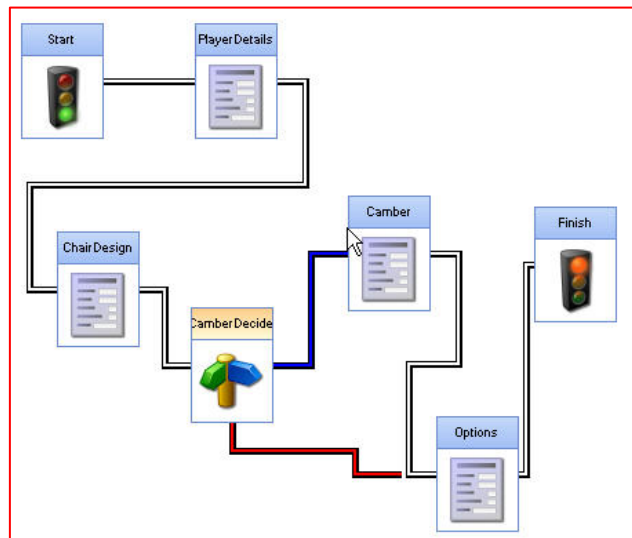 Start
PlayerDetails
ChairDesign
CamberDecide
Camber
Finish
Options